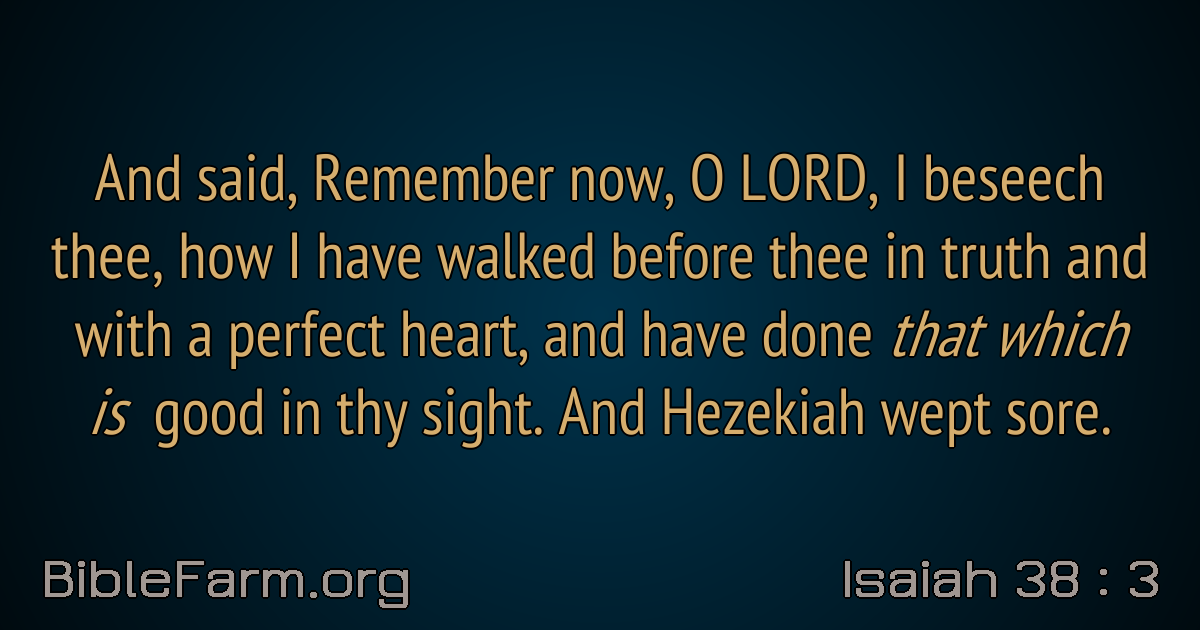 And said, Remember now, O LORD, I beseech
thee, how I have walked before thee in truth and
with a perfect heart, and have done that which
is good in thy sight. And Hezekiah wept sore.
BibleFarm.org
Isaiah 38 : 3